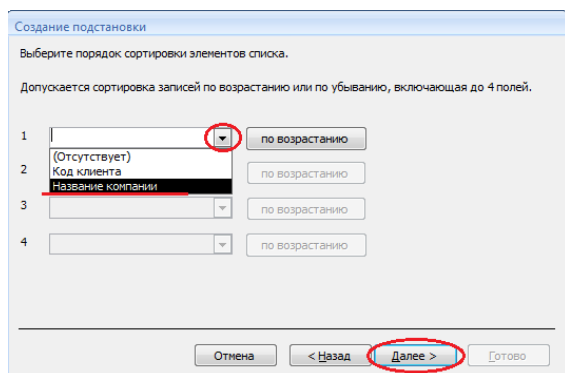 Создание подстановки
Выберите порядок сортировки элементов списка.
Допускается сортировка записей по возрастанию или по убыванию, включающая до 4 полей.
1 по возрастанию
(Отсутствует)
2 Код клиента по возрастанию
Название компании
3 по возрастанию
4 по возрастанию
Отмена < Назад Далее > Готово